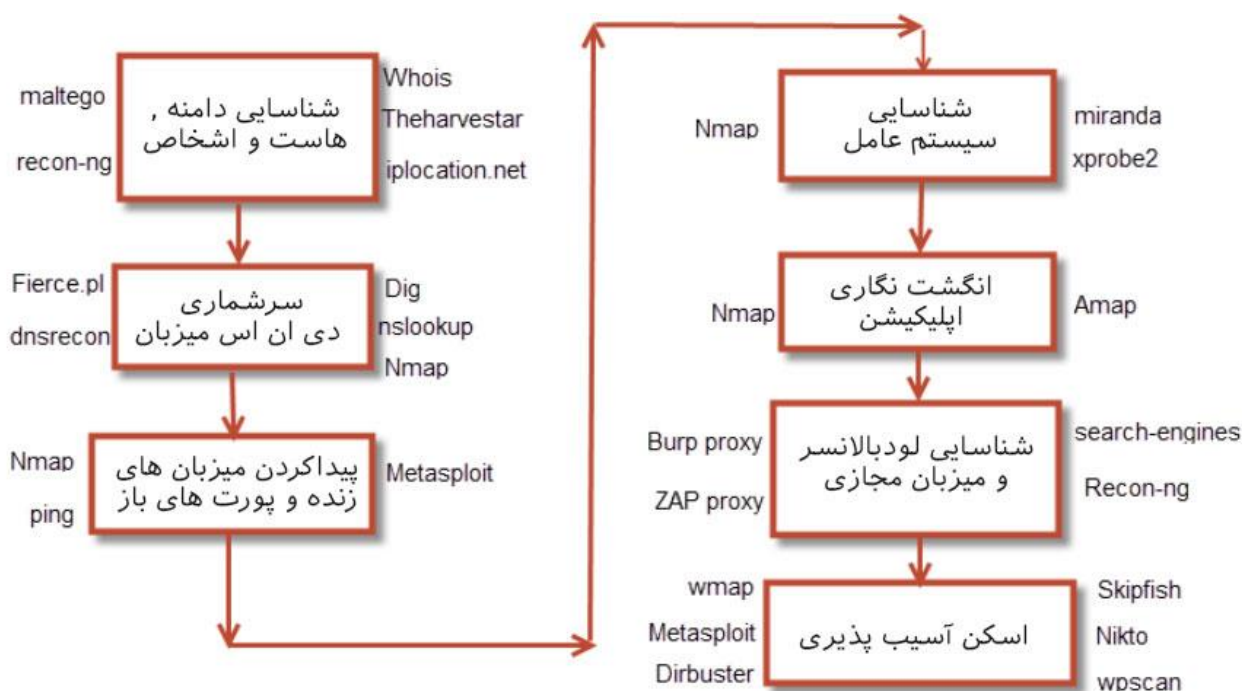 maltego
recon-ng
شناسایی دامنه ,
هاست و اشخاص
Whois
Theharvestar
iplocation.net
Fierce.pl
dnsrecon
سرشماری
دی ان اس میزبان
Dig
nslookup
Nmap
Nmap
ping
پیداکردن میزبان های
زنده و پورت های باز
Metasploit
Nmap
شناسایی
سیستم عامل
miranda
xprobe2
Nmap
انگشت نگاری
اپلیکیشن
Amap
Burp proxy
ZAP proxy
شناسایی لودبالانسر
و میزبان مجازی
search-engines
Recon-ng
wmap
Metasploit
Dirbuster
اسکن آسیب پذیری
Skipfish
Nikto
wpscan